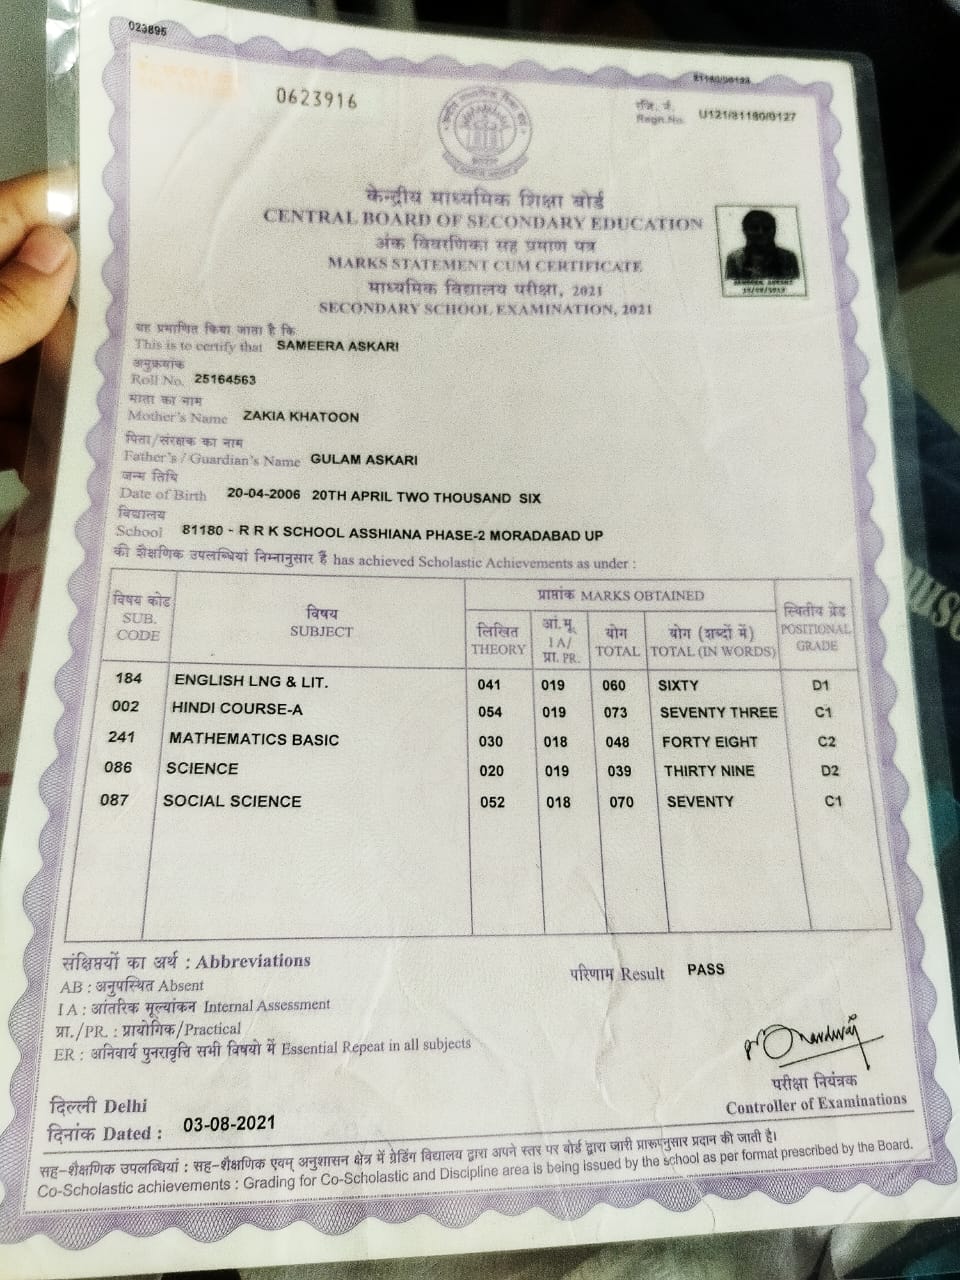 023895
81180/00124
0623916
रजि. नं.
Regn.No. U121/81180/0127
केन्द्रीय माध्यमिक शिक्षा बोर्ड
CENTRAL BOARD OF SECONDARY EDUCATION
अंक विवरणिका सह प्रमाण पत्र
MARKS STATEMENT CUM CERTIFICATE
माध्यमिक विद्यालय परीक्षा, 2021
SECONDARY SCHOOL EXAMINATION, 2021
यह प्रमाणित किया जाता है कि
This is to certify that SAMEERA ASKARI
अनुक्रमांक
Roll No. 25164563
माता का नाम
Mother's Name ZAKIA KHATOON
पिता/संरक्षक का नाम
Father's / Guardian's Name GULAM ASKARI
जन्म तिथि
Date of Birth 20-04-2006 20TH APRIL TWO THOUSAND SIX
विद्यालय
School 81180 - R R K SCHOOL ASSHIANA PHASE-2 MORADABAD UP
की शैक्षणिक उपलब्धियां निम्नानुसार हैं has achieved Scholastic Achievements as under :
विषय कोड SUB. CODE विषय SUBJECT प्राप्तांक MARKS OBTAINED स्थितीय ग्रेड POSITIONAL GRADE
लिखित THEORY आं.मू. I A/ प्रा. PR. योग TOTAL योग (शब्दों में) TOTAL (IN WORDS)
184 ENGLISH LNG & LIT. 041 019 060 SIXTY D1
002 HINDI COURSE-A 054 019 073 SEVENTY THREE C1
241 MATHEMATICS BASIC 030 018 048 FORTY EIGHT C2
086 SCIENCE 020 019 039 THIRTY NINE D2
087 SOCIAL SCIENCE 052 018 070 SEVENTY C1
संक्षिप्तियों का अर्थ : Abbreviations
परिणाम Result PASS
AB : अनुपस्थित Absent
I A : आंतरिक मूल्यांकन Internal Assessment
प्रा./PR. : प्रायोगिक/Practical
ER : अनिवार्य पुनरावृत्ति सभी विषयो में Essential Repeat in all subjects
परीक्षा नियंत्रक
Controller of Examinations
दिल्ली Delhi
दिनांक Dated : 03-08-2021
सह-शैक्षणिक उपलब्धियां : सह-शैक्षणिक एवम् अनुशासन क्षेत्र में ग्रेडिंग विद्यालय द्वारा अपने स्तर पर बोर्ड द्वारा जारी प्रारूपनुसार प्रदान की जाती है।
Co-Scholastic achievements : Grading for Co-Scholastic and Discipline area is being issued by the school as per format prescribed by the Board.